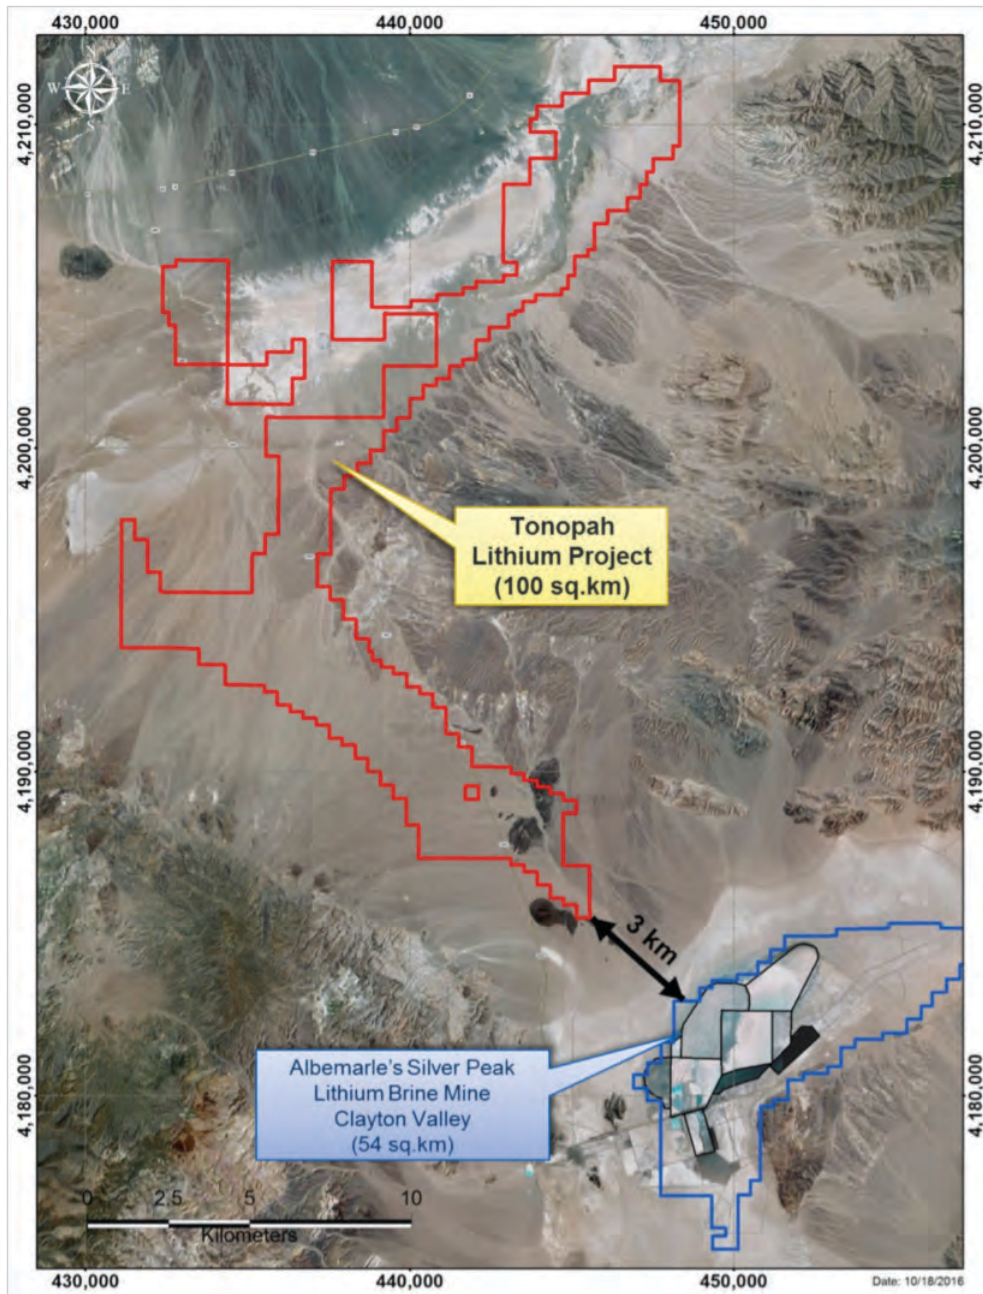 430,000
440,000
450,000
N
W E
S
4,210,000
4,210,000
4,200,000
4,200,000
Tonopah
Lithium Project
(100 sq.km)
4,190,000
4,190,000
3 km
Albemarle's Silver Peak
Lithium Brine Mine
Clayton Valley
(54 sq.km)
4,180,000
4,180,000
0 2.5 5 10
Kilometers
430,000
440,000
450,000
Date: 10/18/2016